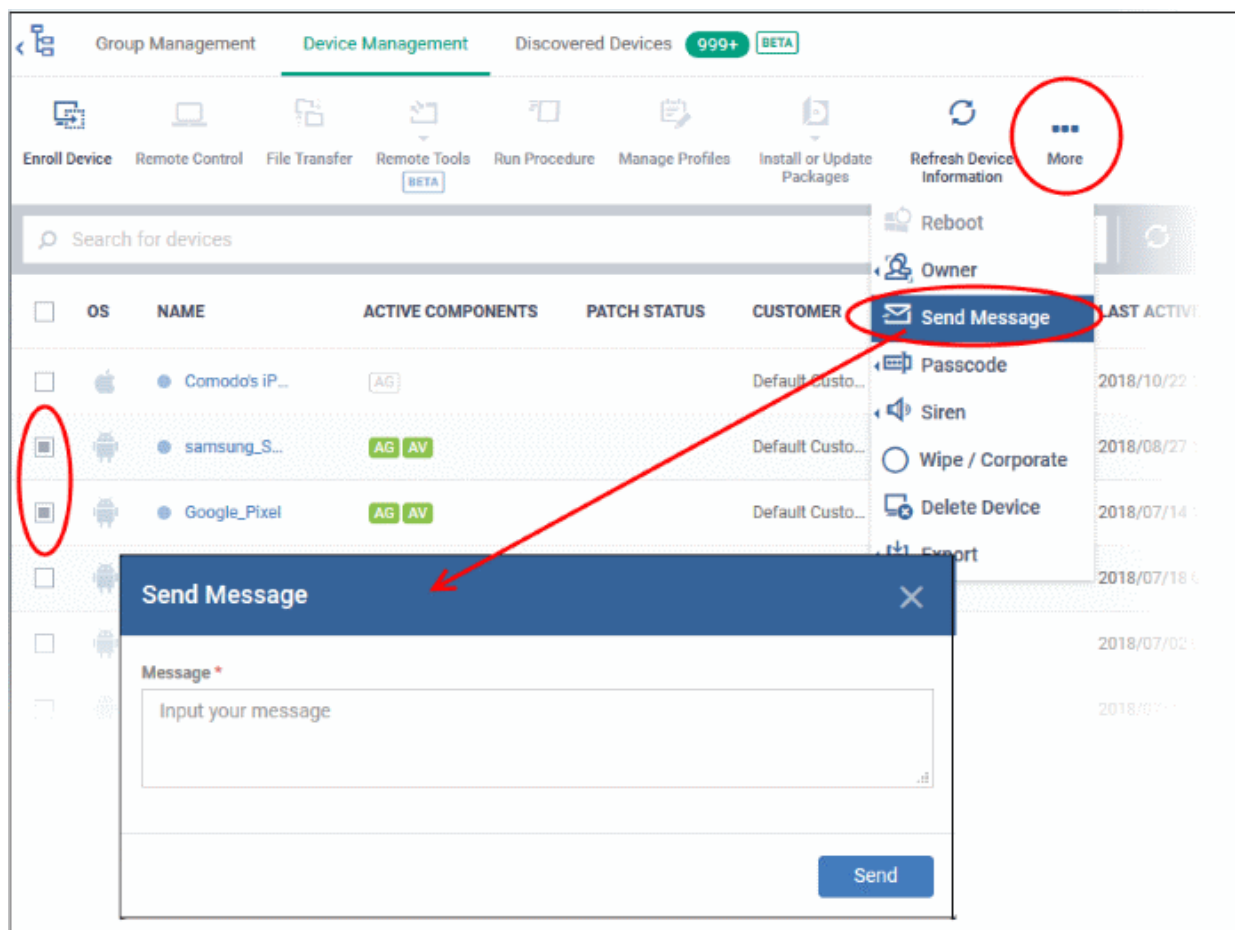 Group Management Device Management Discovered Devices 999+ BETA
Enroll Device Remote Control File Transfer Remote Tools Run Procedure Manage Profiles Install or Update Refresh Device More
BETA Packages Information
Reboot
Search for devices
Owner
OS NAME ACTIVE COMPONENTS PATCH STATUS CUSTOMER Send Message LAST ACTIV
Passcode
Comodo's iP... AG Default Custo... 2018/10/22
Siren
samsung_S... AG AV Default Custo... 2018/08/27
Wipe / Corporate
Google_Pixel AG AV Default Custo... Delete Device 2018/07/14
Export
2018/07/18
Send Message
2018/07/02
Message *
Input your message
Send